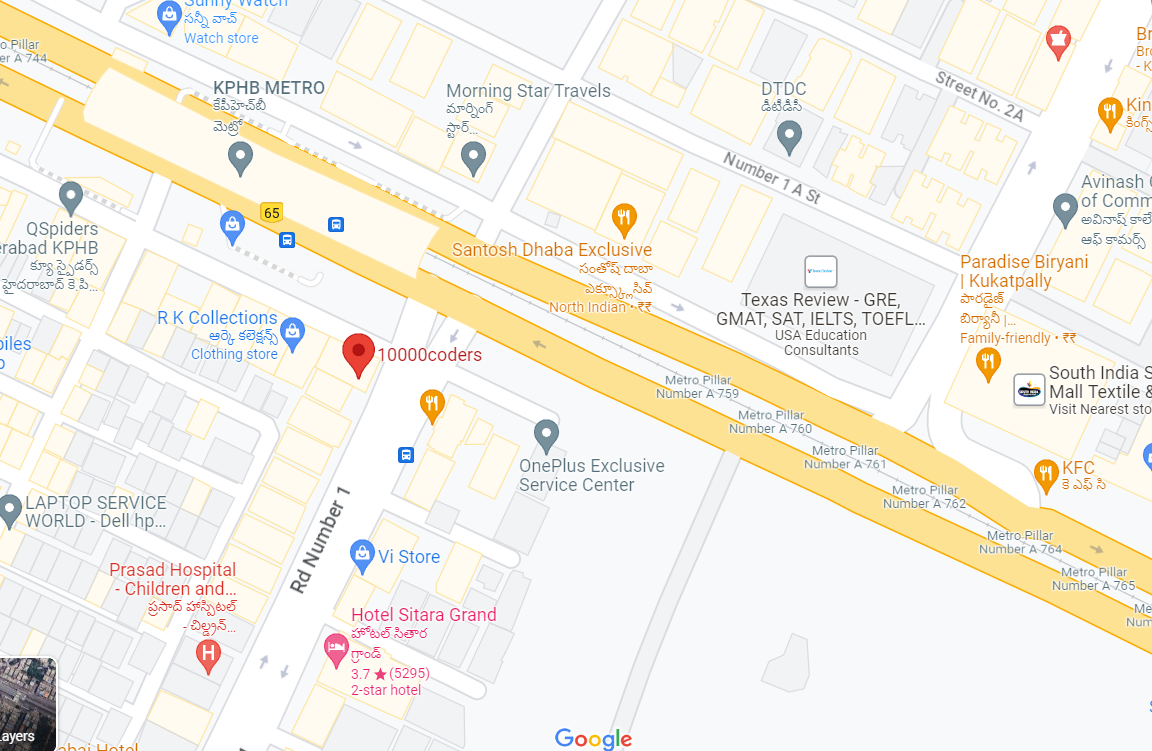 Sunny Watch
సన్నీ వాచ్
Watch store
Pillar
er A 744
KPHB METRO
కేపీహెచ్‌బీ
మెట్రో
Morning Star Travels
మార్నింగ్
స్టార్...
DTDC
డిటీడీసీ
Street No. 2A
Number 1 A St
Avinash
of Comm
అవినాష్ కాలే
ఆఫ్ కామర్స్
QSpiders
erabad KPHB
క్యూ స్పైడర్స్
హైదరాబాద్ కె.పి...
65
Santosh Dhaba Exclusive
సంతోష్ దాబా
ఎక్స్క్లూసివ్
North Indian • ₹₹
Texas Review - GRE,
GMAT, SAT, IELTS, TOEFL...
USA Education
Consultants
Paradise Biryani
| Kukatpally
పారడైజ్
బిర్యానీ |...
Family-friendly • ₹₹
R K Collections
ఆర్కె కలెక్షన్స్
Clothing store
10000coders
South India S
Mall Textile &
Visit Nearest sto
Metro Pillar
Number A 759
Metro Pillar
Number A 760
Metro Pillar
Number A 761
Metro Pillar
Number A 762
Metro Pillar
Number A 764
Metro Pillar
Number A 765
KFC
కె ఎఫ్ సి
OnePlus Exclusive
Service Center
LAPTOP SERVICE
WORLD - Dell hp...
Rd Number 1
Vi Store
Prasad Hospital
- Children and...
ప్రసాద్ హాస్పిటల్
- చిల్డ్రన్...
H
Hotel Sitara Grand
హోటల్ సితార
గ్రాండ్
3.7 ★ (5295)
2-star hotel
Layers
Hotel
Google